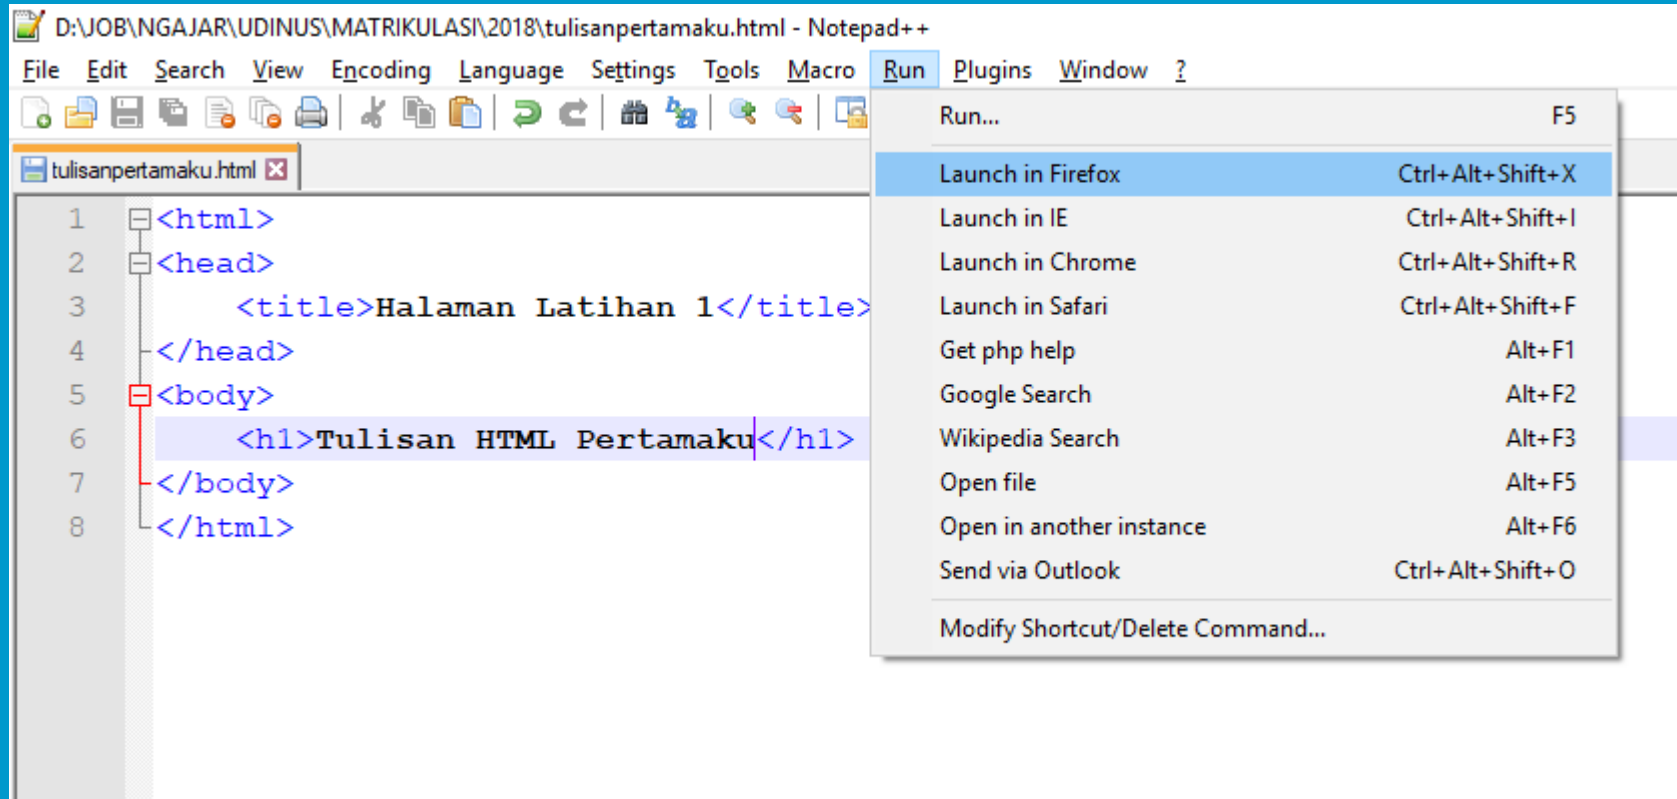 D:\JOB\NGAJAR\UDINUS\MATRIKULASI\2018\tulisanpertamaku.html - Notepad++
File Edit Search View Encoding Language Settings Tools Macro Run Plugins Window ?
tulisanpertamaku.html
1 <html>
2 <head>
3 <title>Halaman Latihan 1</title>
4 </head>
5 <body>
6 <h1>Tulisan HTML Pertamaku</h1>
7 </body>
8 </html>
Run... F5
Launch in Firefox Ctrl+Alt+Shift+X
Launch in IE Ctrl+Alt+Shift+I
Launch in Chrome Ctrl+Alt+Shift+R
Launch in Safari Ctrl+Alt+Shift+F
Get php help Alt+F1
Google Search Alt+F2
Wikipedia Search Alt+F3
Open file Alt+F5
Open in another instance Alt+F6
Send via Outlook Ctrl+Alt+Shift+O
Modify Shortcut/Delete Command...